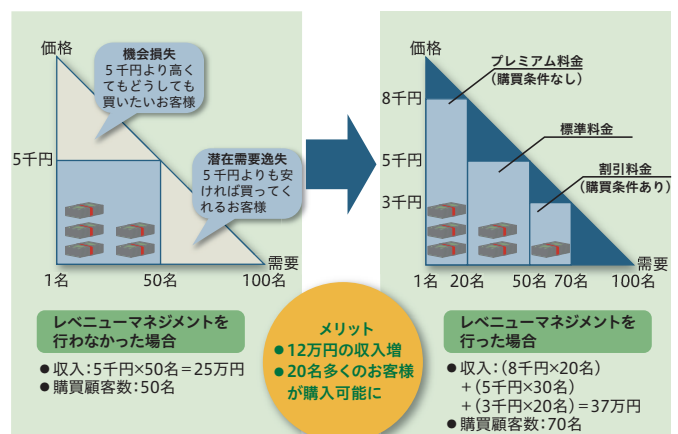 価格
機会損失
5千円より高く
てもどうしても
買いたいお客様
5千円
潜在需要逸失
5千円よりも安
ければ買ってく
れるお客様
需要
1名
50名
100名
レベニューマネジメントを
行わなかった場合
●収入：5千円×50名＝25万円
●購買顧客数：50名
メリット
●12万円の収入増
●20名多くのお客様
が購入可能に
価格
プレミアム料金
(購買条件なし)
8千円
標準料金
5千円
割引料金
(購買条件あり)
3千円
需要
1名
20名
50名
70名
100名
レベニューマネジメントを
行った場合
●収入：(8千円×20名)
＋(5千円×30名)
＋(3千円×20名)＝37万円
●購買顧客数：70名